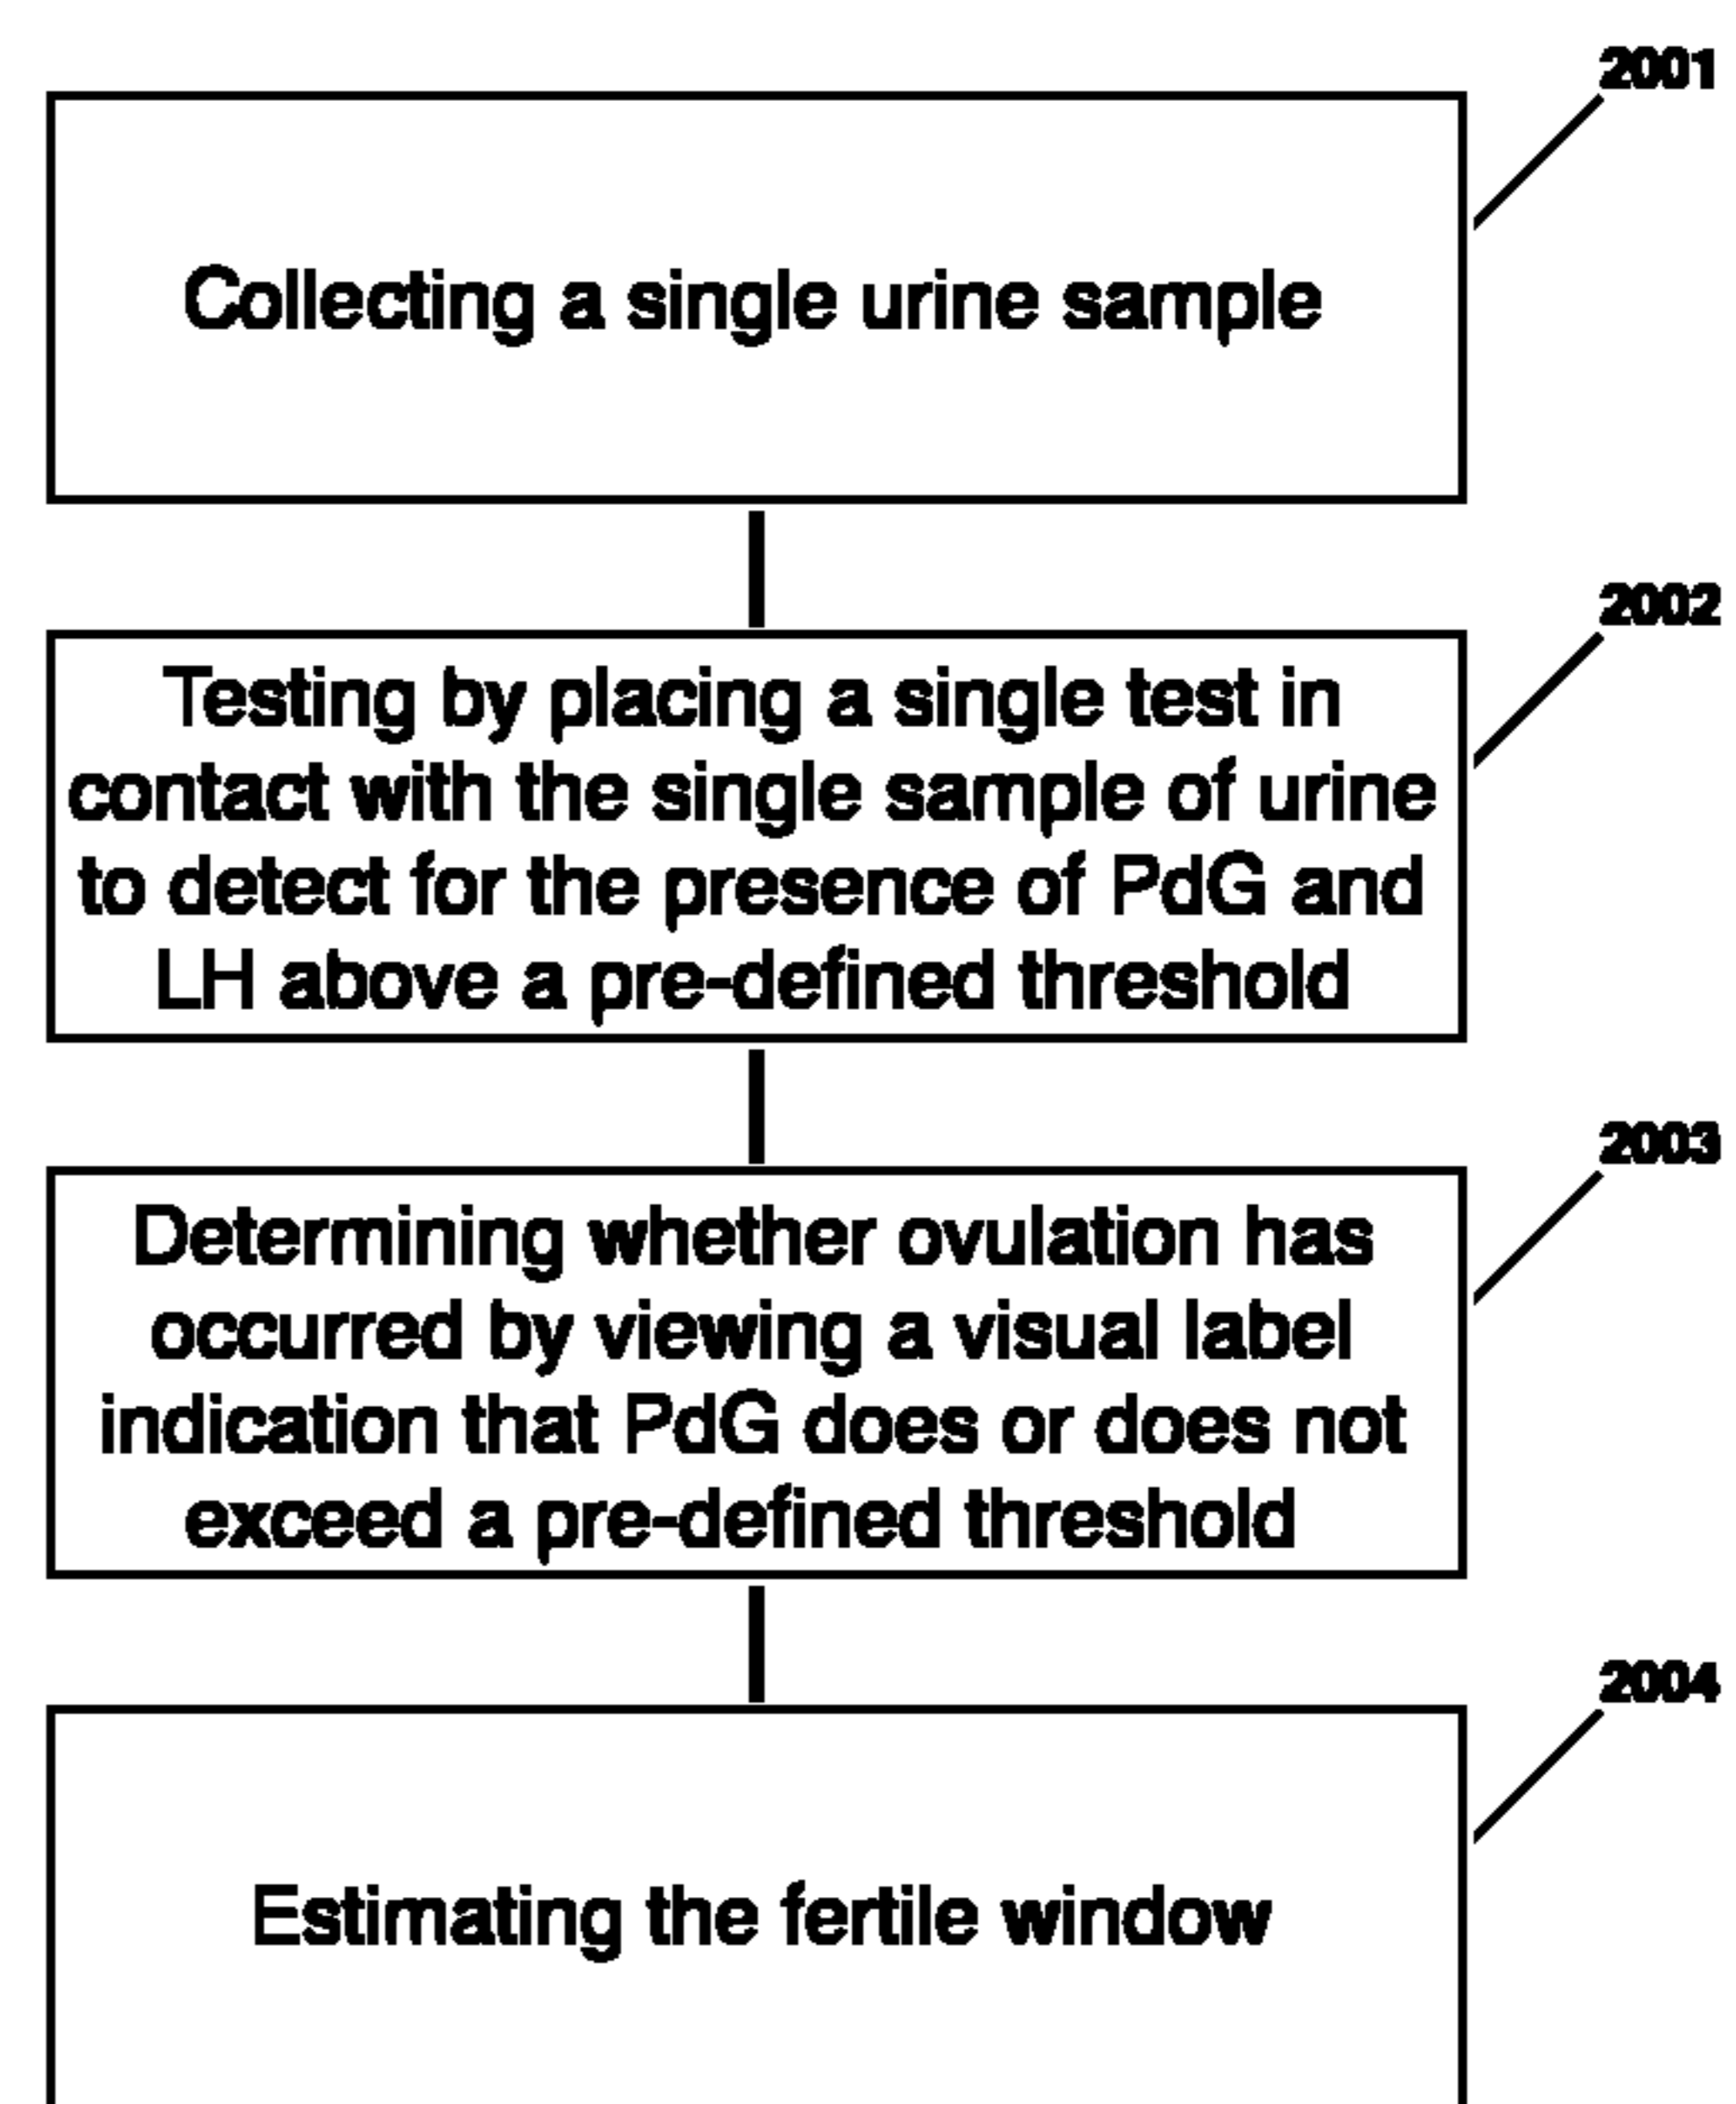 2001
Collecting a single urine sample
2002
Testing by placing a single test in
contact with the single sample of urine
to detect for the presence of PdG and
LH above a pre-defined threshold
2003
Determining whether ovulation has
occurred by viewing a visual label
indication that PdG does or does not
exceed a pre-defined threshold
2004
Estimating the fertile window